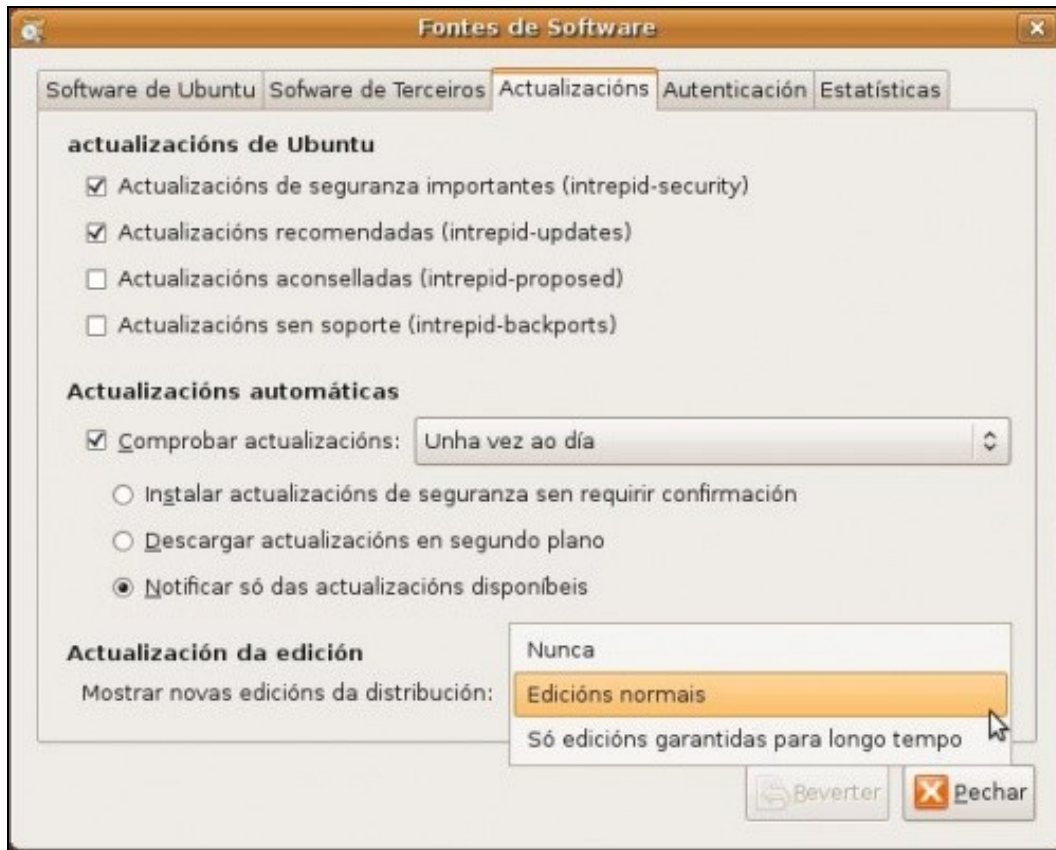 Fontes de Software
Software de Ubuntu Sofware de Terceiros Actualizacións Autenticación Estatísticas
actualizacións de Ubuntu
Actualizacións de seguranza importantes (intrepid-security)
Actualizacións recomendadas (intrepid-updates)
Actualizacións aconselladas (intrepid-proposed)
Actualizacións sen soporte (intrepid-backports)
Actualizacións automáticas
Comprobar actualizacións: Unha vez ao día
Instalar actualizacións de seguranza sen requirir confirmación
Descargar actualizacións en segundo plano
Notificar só das actualizacións disponíbeis
Actualización da edición
Nunca
Mostrar novas edicións da distribución: Edicións normais
Só edicións garantidas para longo tempo
Reverter Pechar